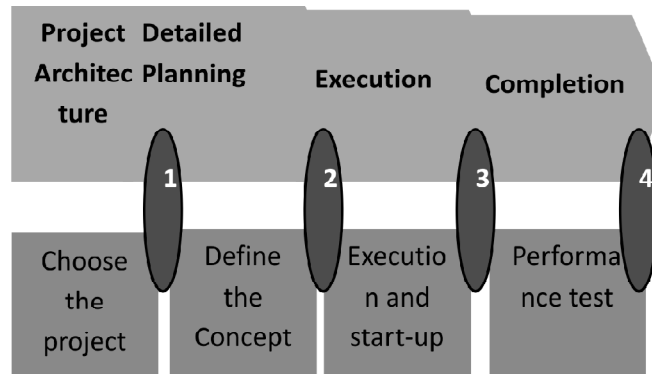 Project
Architec
ture
Detailed
Planning
Execution
Completion
1
2
3
4
Choose
the
project
Define
the
Concept
Executio
n and
start-up
Performa
nce test